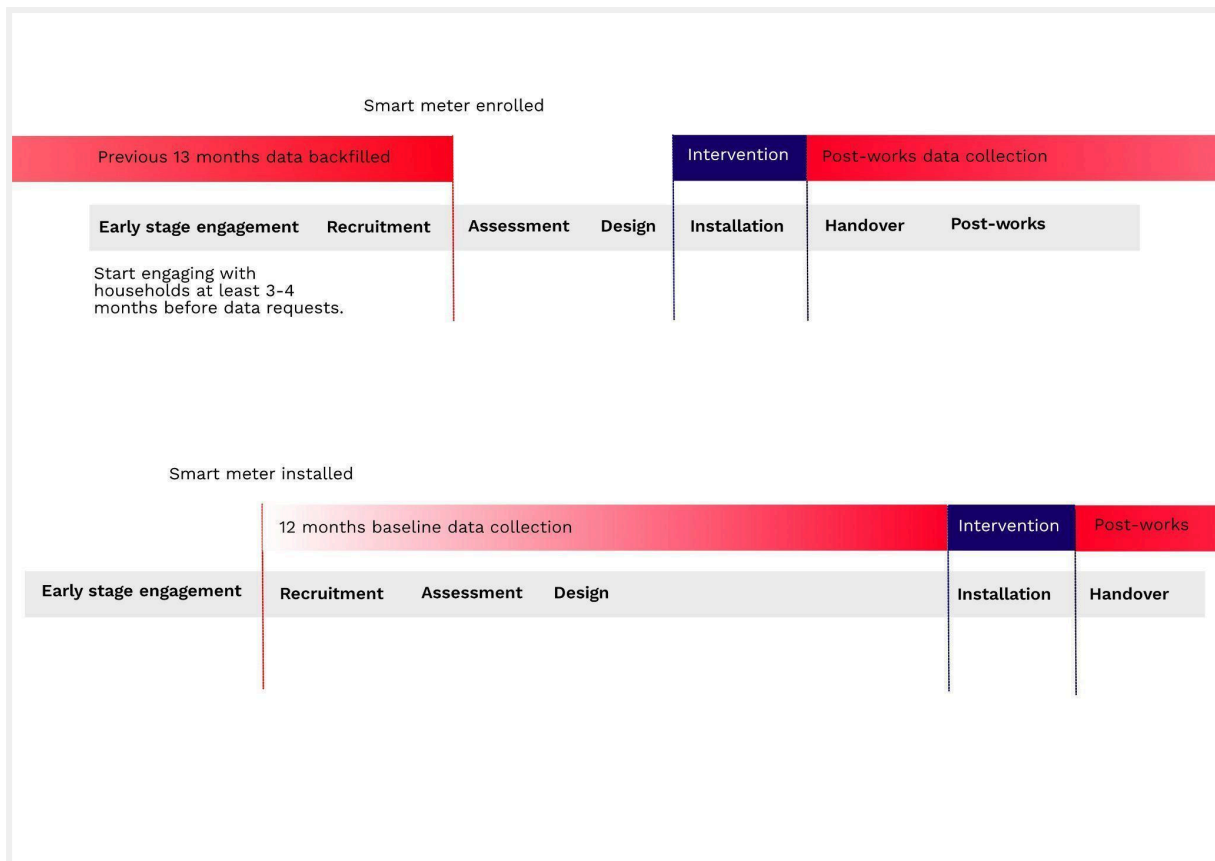 Smart meter enrolled
Previous 13 months data backfilled
Intervention
Post-works data collection
Early stage engagement
Recruitment
Assessment
Design
Installation
Handover
Post-works
Start engaging with
households at least 3-4
months before data requests.
Smart meter installed
12 months baseline data collection
Intervention
Post-works
Early stage engagement
Recruitment
Assessment
Design
Installation
Handover